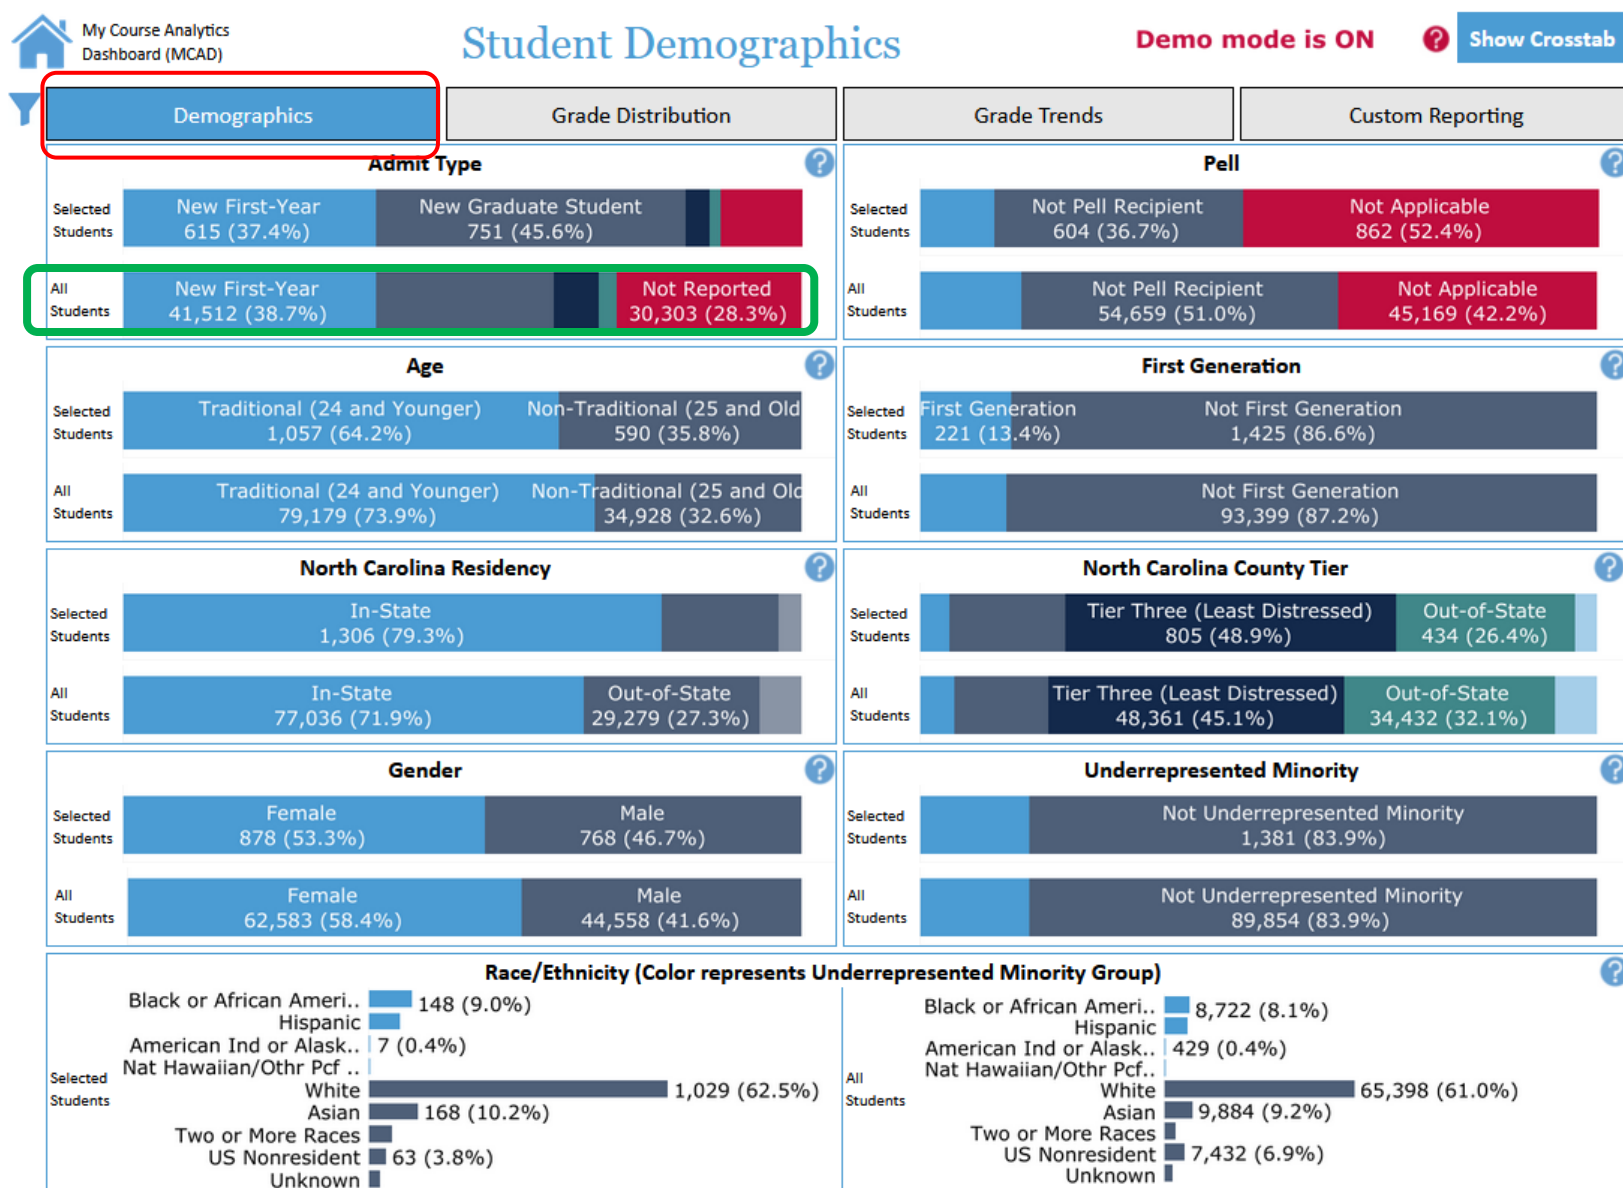 My Course Analytics
Dashboard (MCAD)
Student Demographics
Demo mode is ON
?
Show Crosstab
Demographics
Grade Distribution
Grade Trends
Custom Reporting
Admit Type
?
Selected
Students
New First-Year
615 (37.4%)
New Graduate Student
751 (45.6%)
All
Students
New First-Year
41,512 (38.7%)
Not Reported
30,303 (28.3%)
Pell
?
Selected
Students
Not Pell Recipient
604 (36.7%)
Not Applicable
862 (52.4%)
All
Students
Not Pell Recipient
54,659 (51.0%)
Not Applicable
45,169 (42.2%)
Age
?
Selected
Students
Traditional (24 and Younger)
1,057 (64.2%)
Non-Traditional (25 and Old
590 (35.8%)
All
Students
Traditional (24 and Younger)
79,179 (73.9%)
Non-Traditional (25 and Old
34,928 (32.6%)
First Generation
?
Selected
Students
First Generation
221 (13.4%)
Not First Generation
1,425 (86.6%)
All
Students
Not First Generation
93,399 (87.2%)
North Carolina Residency
?
Selected
Students
In-State
1,306 (79.3%)
All
Students
In-State
77,036 (71.9%)
Out-of-State
29,279 (27.3%)
North Carolina County Tier
?
Selected
Students
Tier Three (Least Distressed)
805 (48.9%)
Out-of-State
434 (26.4%)
All
Students
Tier Three (Least Distressed)
48,361 (45.1%)
Out-of-State
34,432 (32.1%)
Gender
?
Selected
Students
Female
878 (53.3%)
Male
768 (46.7%)
All
Students
Female
62,583 (58.4%)
Male
44,558 (41.6%)
Underrepresented Minority
?
Selected
Students
Not Underrepresented Minority
1,381 (83.9%)
All
Students
Not Underrepresented Minority
89,854 (83.9%)
Race/Ethnicity (Color represents Underrepresented Minority Group)
?
Selected
Students
Black or African Ameri.. 148 (9.0%)
Hispanic
American Ind or Alask.. 7 (0.4%)
Nat Hawaiian/Othr Pcf ..
White 1,029 (62.5%)
Asian 168 (10.2%)
Two or More Races
US Nonresident 63 (3.8%)
Unknown
All
Students
Black or African Ameri.. 8,722 (8.1%)
Hispanic
American Ind or Alask.. 429 (0.4%)
Nat Hawaiian/Othr Pcf..
White 65,398 (61.0%)
Asian 9,884 (9.2%)
Two or More Races
US Nonresident 7,432 (6.9%)
Unknown